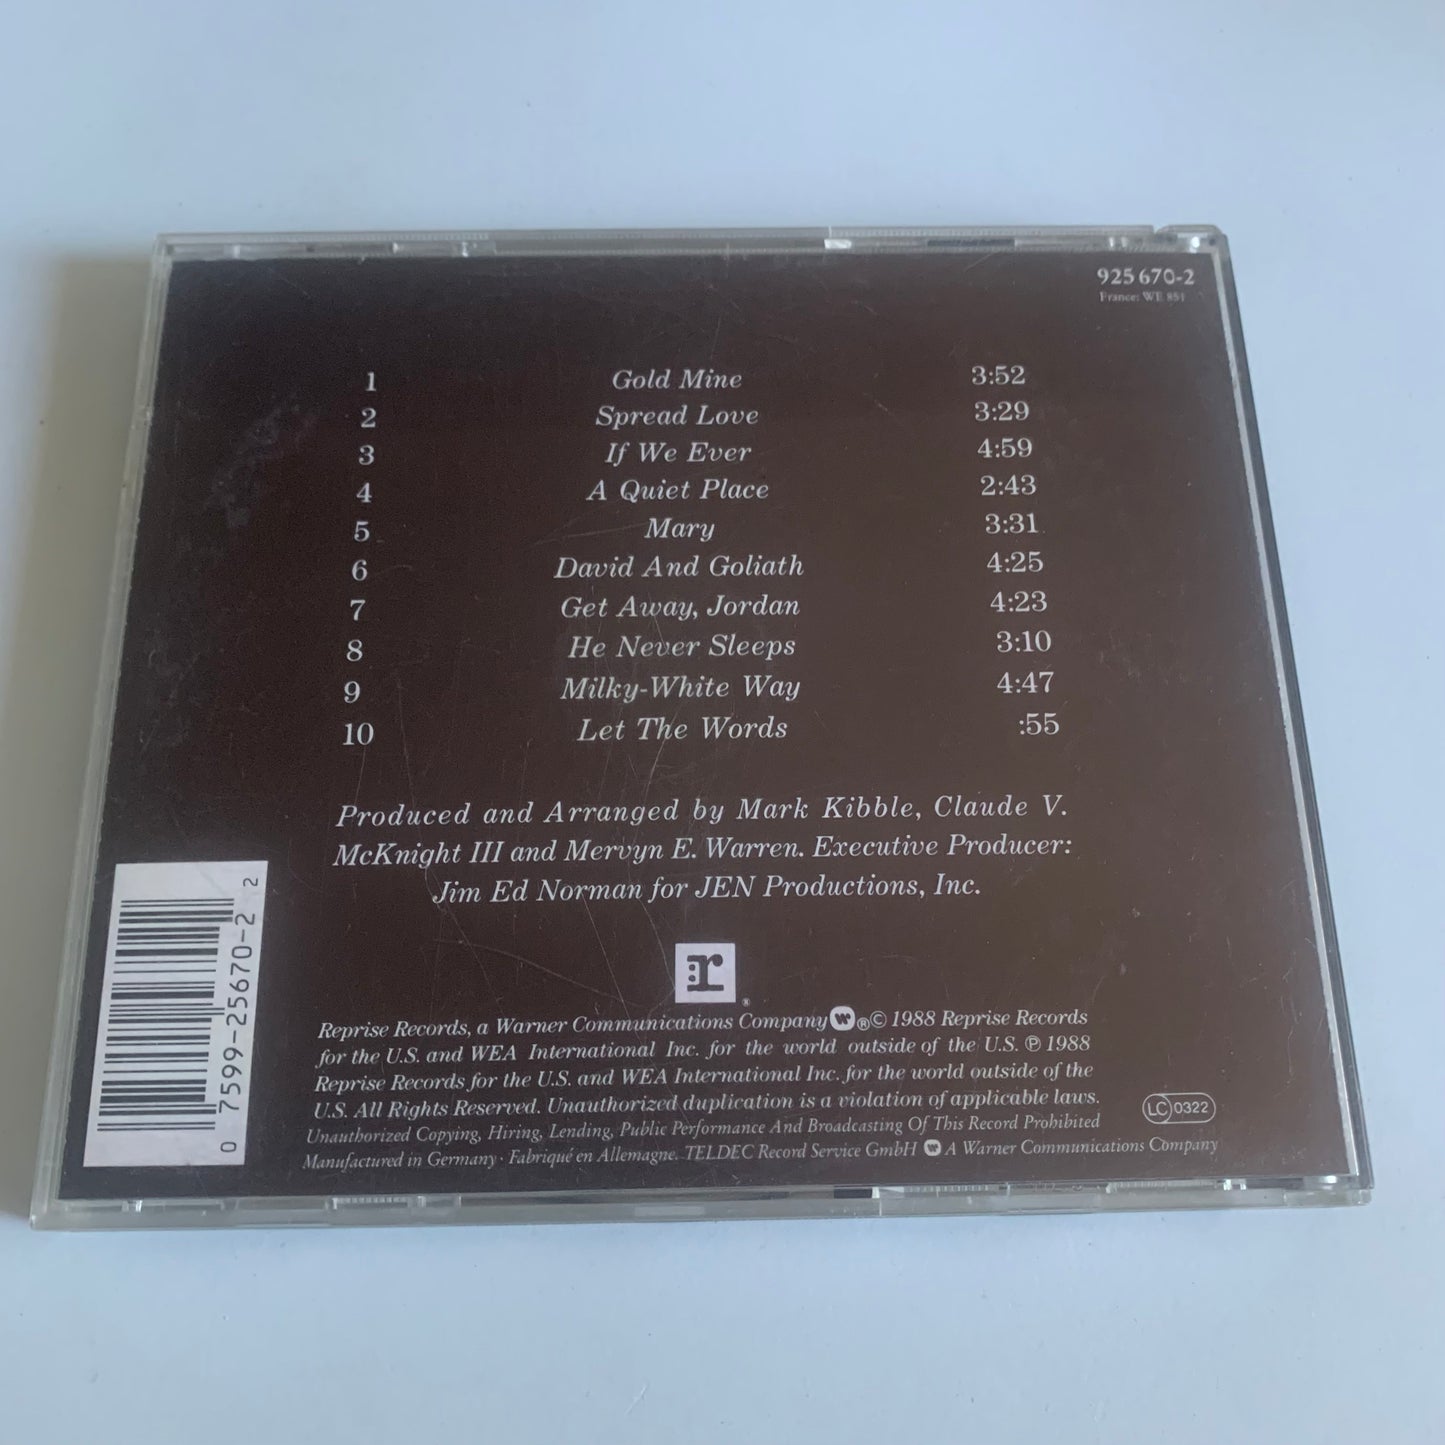 925 670-2
France: WE 851
1 Gold Mine 3:52
2 Spread Love 3:29
3 If We Ever 4:59
4 A Quiet Place 2:43
5 Mary 3:31
6 David And Goliath 4:25
7 Get Away, Jordan 4:23
8 He Never Sleeps 3:10
9 Milky-White Way 4:47
10 Let The Words :55
Produced and Arranged by Mark Kibble, Claude V.
McKnight III and Mervyn E. Warren. Executive Producer:
Jim Ed Norman for JEN Productions, Inc.
0 7599-25670-2 2
r ®
Reprise Records, a Warner Communications Company ® © 1988 Reprise Records
for the U.S. and WEA International Inc. for the world outside of the U.S. ℗ 1988
Reprise Records for the U.S. and WEA International Inc. for the world outside of the
U.S. All Rights Reserved. Unauthorized duplication is a violation of applicable laws.
LC 0322
Unauthorized Copying, Hiring, Lending, Public Performance And Broadcasting Of This Record Prohibited
Manufactured in Germany · Fabriqué en Allemagne. TELDEC Record Service GmbH A Warner Communications Company